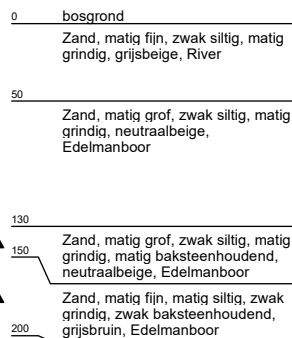 0 bosgrond
Zand, matig fijn, zwak siltig, matig
grindig, grijsbeige, River
50
Zand, matig grof, zwak siltig, matig
grindig, neutraalbeige,
Edelmanboor
130
Zand, matig grof, zwak siltig, matig
150 grindig, matig baksteenhoudend,
neutraalbeige, Edelmanboor
Zand, matig fijn, matig siltig, zwak
grindig, zwak baksteenhoudend,
200 grijsbruin, Edelmanboor